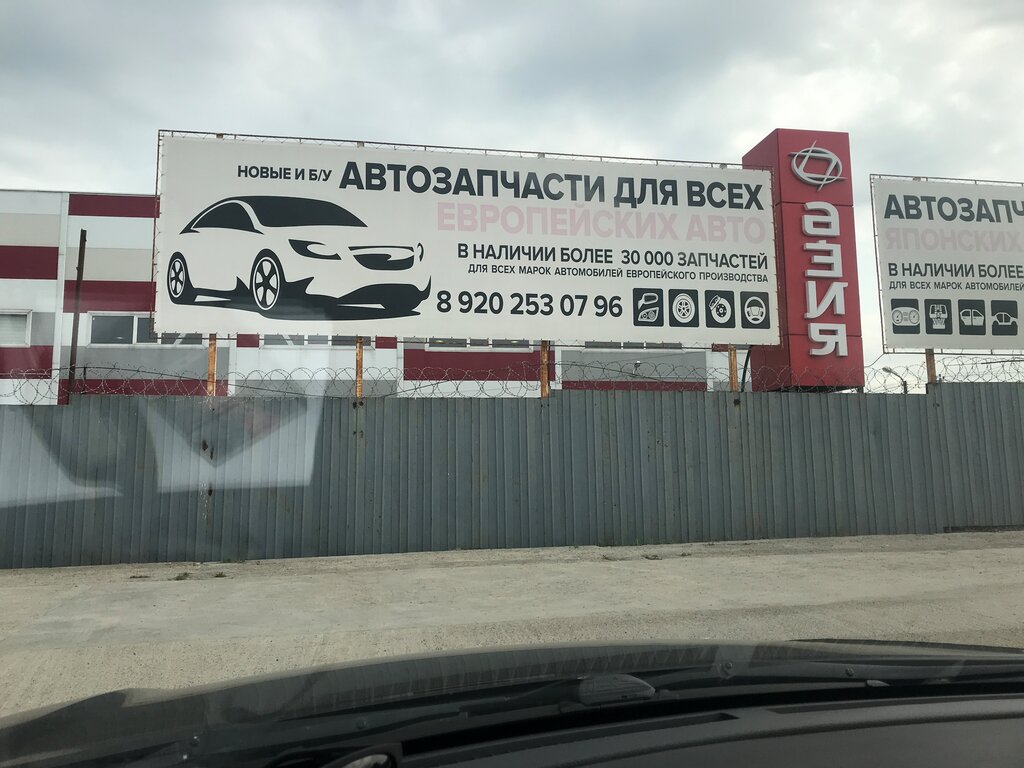 НОВЫЕ И Б/У АВТОЗАПЧАСТИ ДЛЯ ВСЕХ
ЕВРОПЕЙСКИХ АВТО
В НАЛИЧИИ БОЛЕЕ 30 000 ЗАПЧАСТЕЙ
ДЛЯ ВСЕХ МАРОК АВТОМОБИЛЕЙ ЕВРОПЕЙСКОГО ПРОИЗВОДСТВА
8 920 253 07 96
АВТОЗАПЧ
ЯПОНСКИХ
В НАЛИЧИИ БОЛЕЕ
ДЛЯ ВСЕХ МАРОК АВТОМОБИЛЕЙ